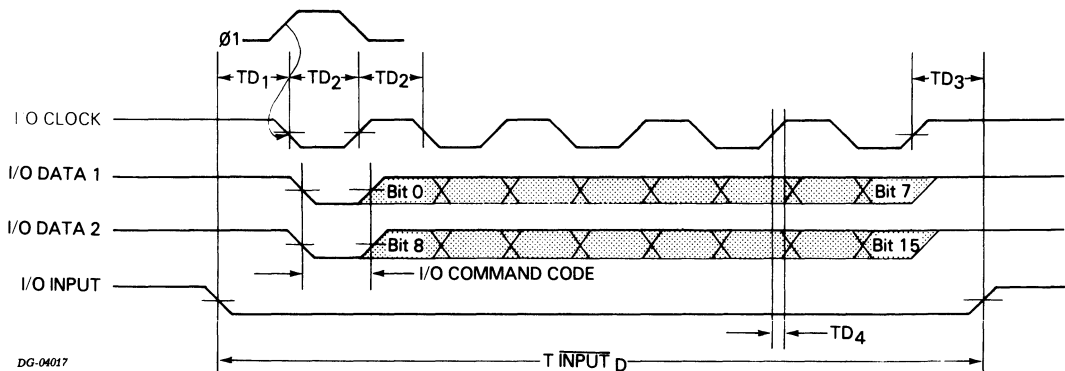 Ø1
TD1 TD2 TD2 TD3
I O CLOCK
I/O DATA 1 Bit 0 Bit 7
I/O DATA 2 Bit 8 Bit 15
I/O COMMAND CODE
I/O INPUT
TD4
T INPUT D
DG-04017